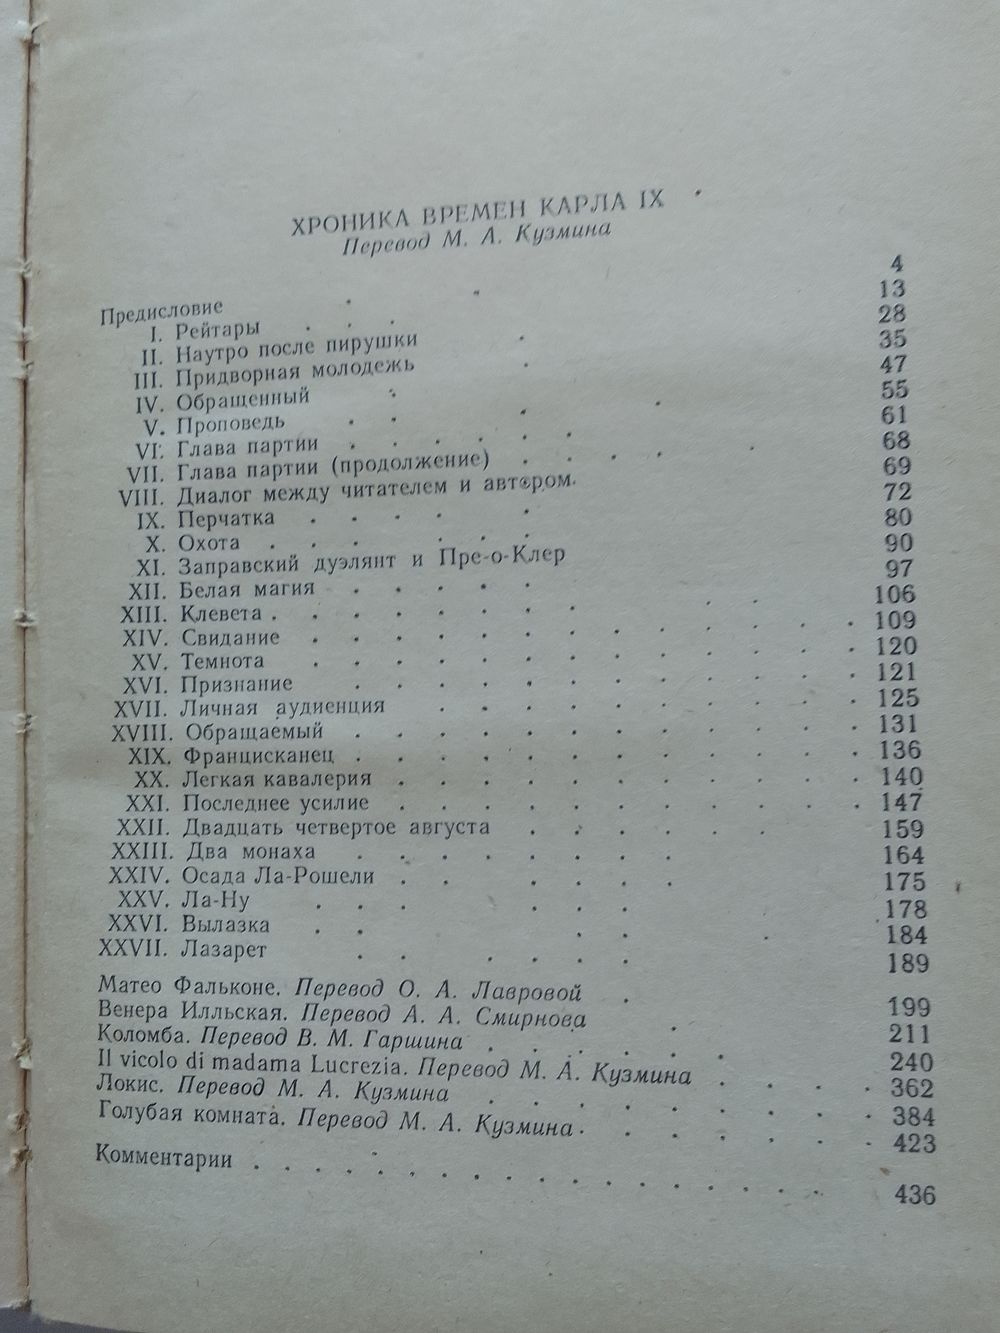 ХРОНИКА ВРЕМЕН КАРЛА IX
Перевод М. А. Кузмина
Предисловие 4
I. Рейтары 13
II. Наутро после пирушки 28
III. Придворная молодежь 35
IV. Обращенный 47
V. Проповедь 55
VI. Глава партии 61
VII. Глава партии (продолжение) 68
VIII. Диалог между читателем и автором. 69
IX. Перчатка 72
X. Охота 80
XI. Заправский дуэлянт и Пре-о-Клер 90
XII. Белая магия 97
XIII. Клевета 106
XIV. Свидание 109
XV. Темнота 120
XVI. Признание 121
XVII. Личная аудиенция 125
XVIII. Обращаемый 131
XIX. Францисканец 136
XX. Легкая кавалерия 140
XXI. Последнее усилие 147
XXII. Двадцать четвертое августа 159
XXIII. Два монаха 164
XXIV. Осада Ла-Рошели 175
XXV. Ла-Ну 178
XXVI. Вылазка 184
XXVII. Лазарет 189
Матео Фальконе. Перевод О. А. Лавровой 199
Венера Илльская. Перевод А. А. Смирнова 211
Коломба. Перевод В. М. Гаршина 240
Il vicolo di madama Lucrezia. Перевод М. А. Кузмина 362
Локис. Перевод М. А. Кузмина 384
Голубая комната. Перевод М. А. Кузмина 423
Комментарии 436